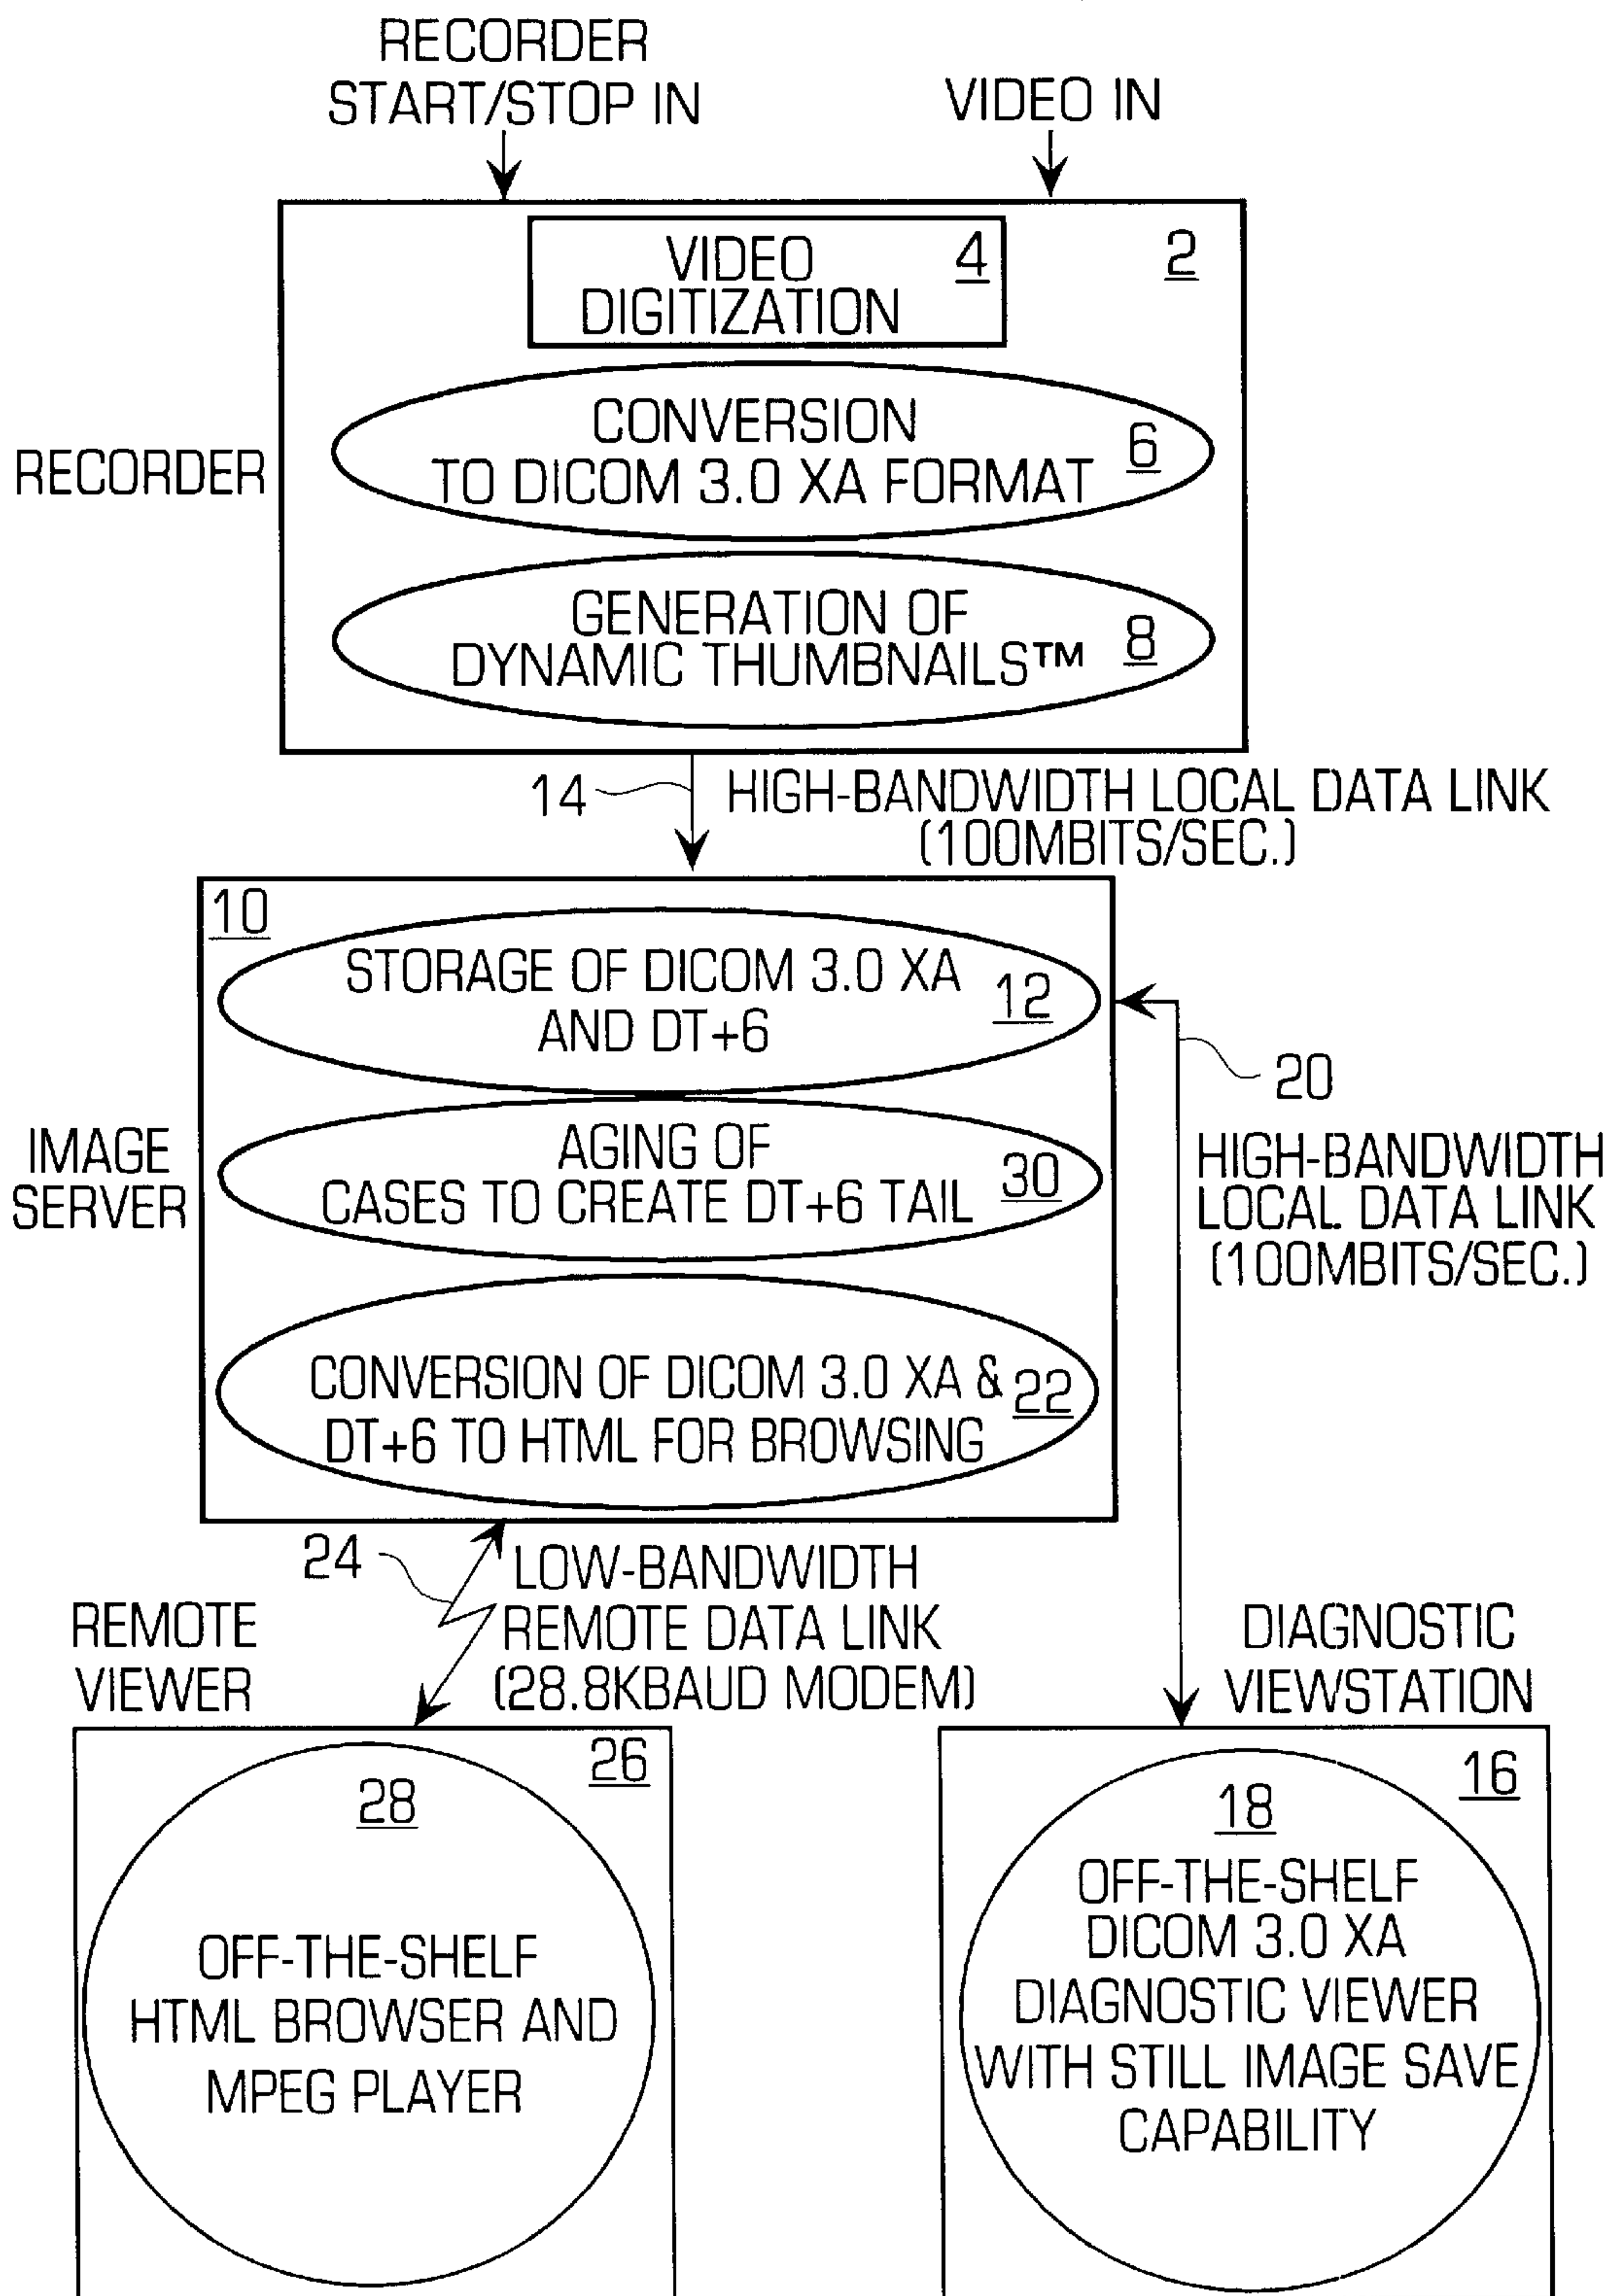 RECORDER
START/STOP IN
VIDEO IN
VIDEO
DIGITIZATION
4
2
RECORDER
CONVERSION
TO DICOM 3.0 XA FORMAT
6
GENERATION OF
DYNAMIC THUMBNAILS™
8
14
HIGH-BANDWIDTH LOCAL DATA LINK
(100MBITS/SEC.)
10
STORAGE OF DICOM 3.0 XA
AND DT+6
12
20
IMAGE
SERVER
AGING OF
CASES TO CREATE DT+6 TAIL
30
HIGH-BANDWIDTH
LOCAL DATA LINK
(100MBITS/SEC.)
CONVERSION OF DICOM 3.0 XA &
DT+6 TO HTML FOR BROWSING
22
24
LOW-BANDWIDTH
REMOTE DATA LINK
(28.8KBAUD MODEM)
REMOTE
VIEWER
DIAGNOSTIC
VIEWSTATION
26
28
OFF-THE-SHELF
HTML BROWSER AND
MPEG PLAYER
16
18
OFF-THE-SHELF
DICOM 3.0 XA
DIAGNOSTIC VIEWER
WITH STILL IMAGE SAVE
CAPABILITY